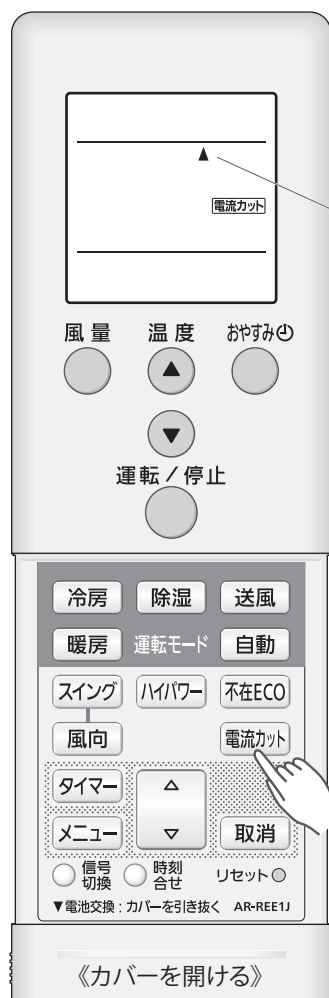 電流カット
風量 温度 おやすみ
運転／停止
冷房 除湿 送風
暖房 運転モード 自動
スイング ハイパワー 不在ECO
風向 電流カット
タイマー
メニュー 取消
信号切換 時刻合せ リセット
▼電池交換：カバーを引き抜く AR-REE1J
《カバーを開ける》